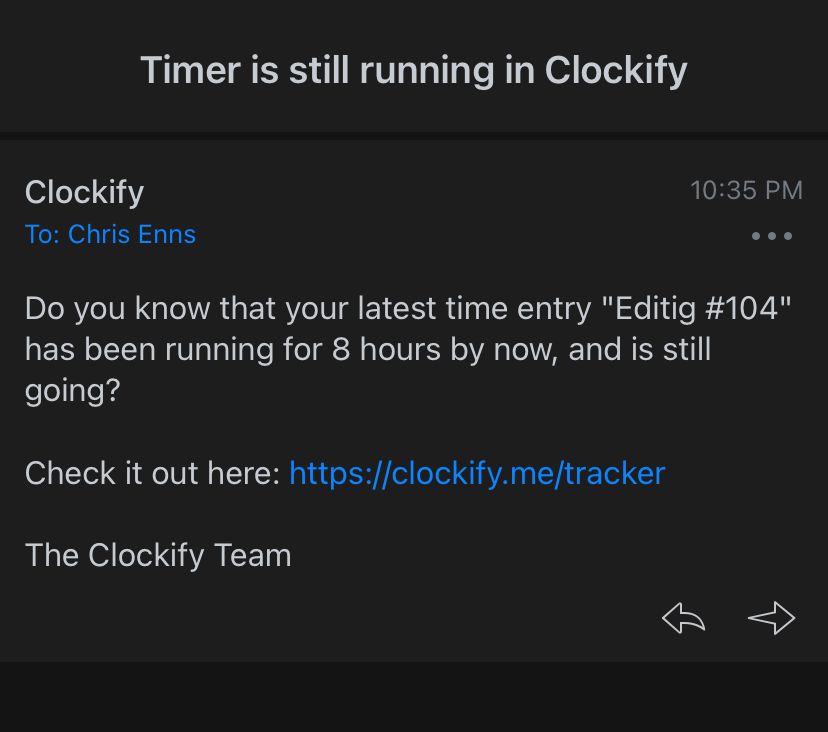 Timer is still running in Clockify
Clockify
10:35 PM
To: Chris Enns
Do you know that your latest time entry "Editig #104"
has been running for 8 hours by now, and is still
going?
Check it out here: https://clockify.me/tracker
The Clockify Team